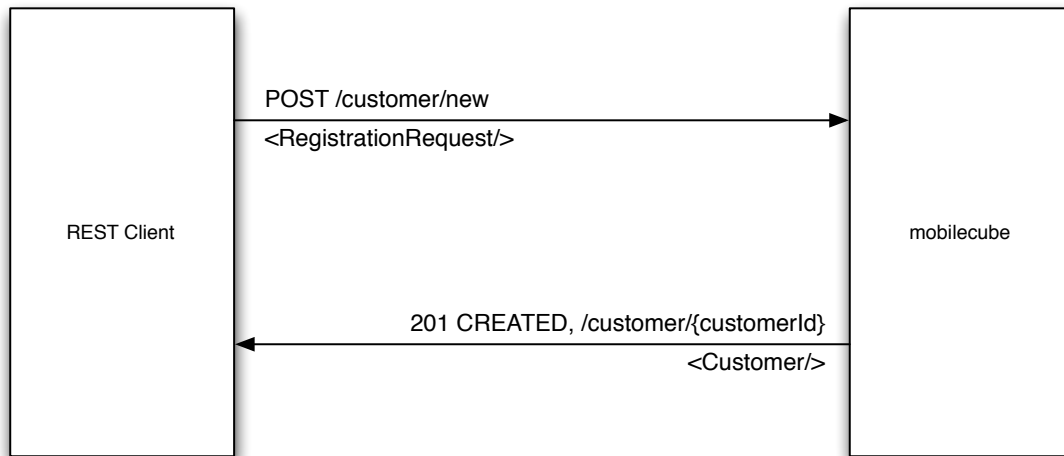 POST /customer/new
<RegistrationRequest/>
REST Client
mobilecube
201 CREATED, /customer/{customerId}
<Customer/>